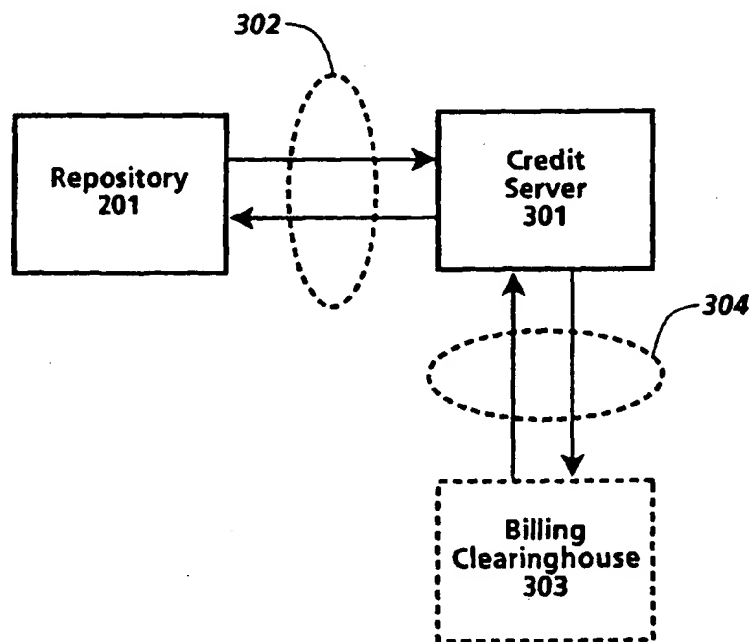 302
Repository
201
Credit
Server
301
304
Billing
Clearinghouse
303